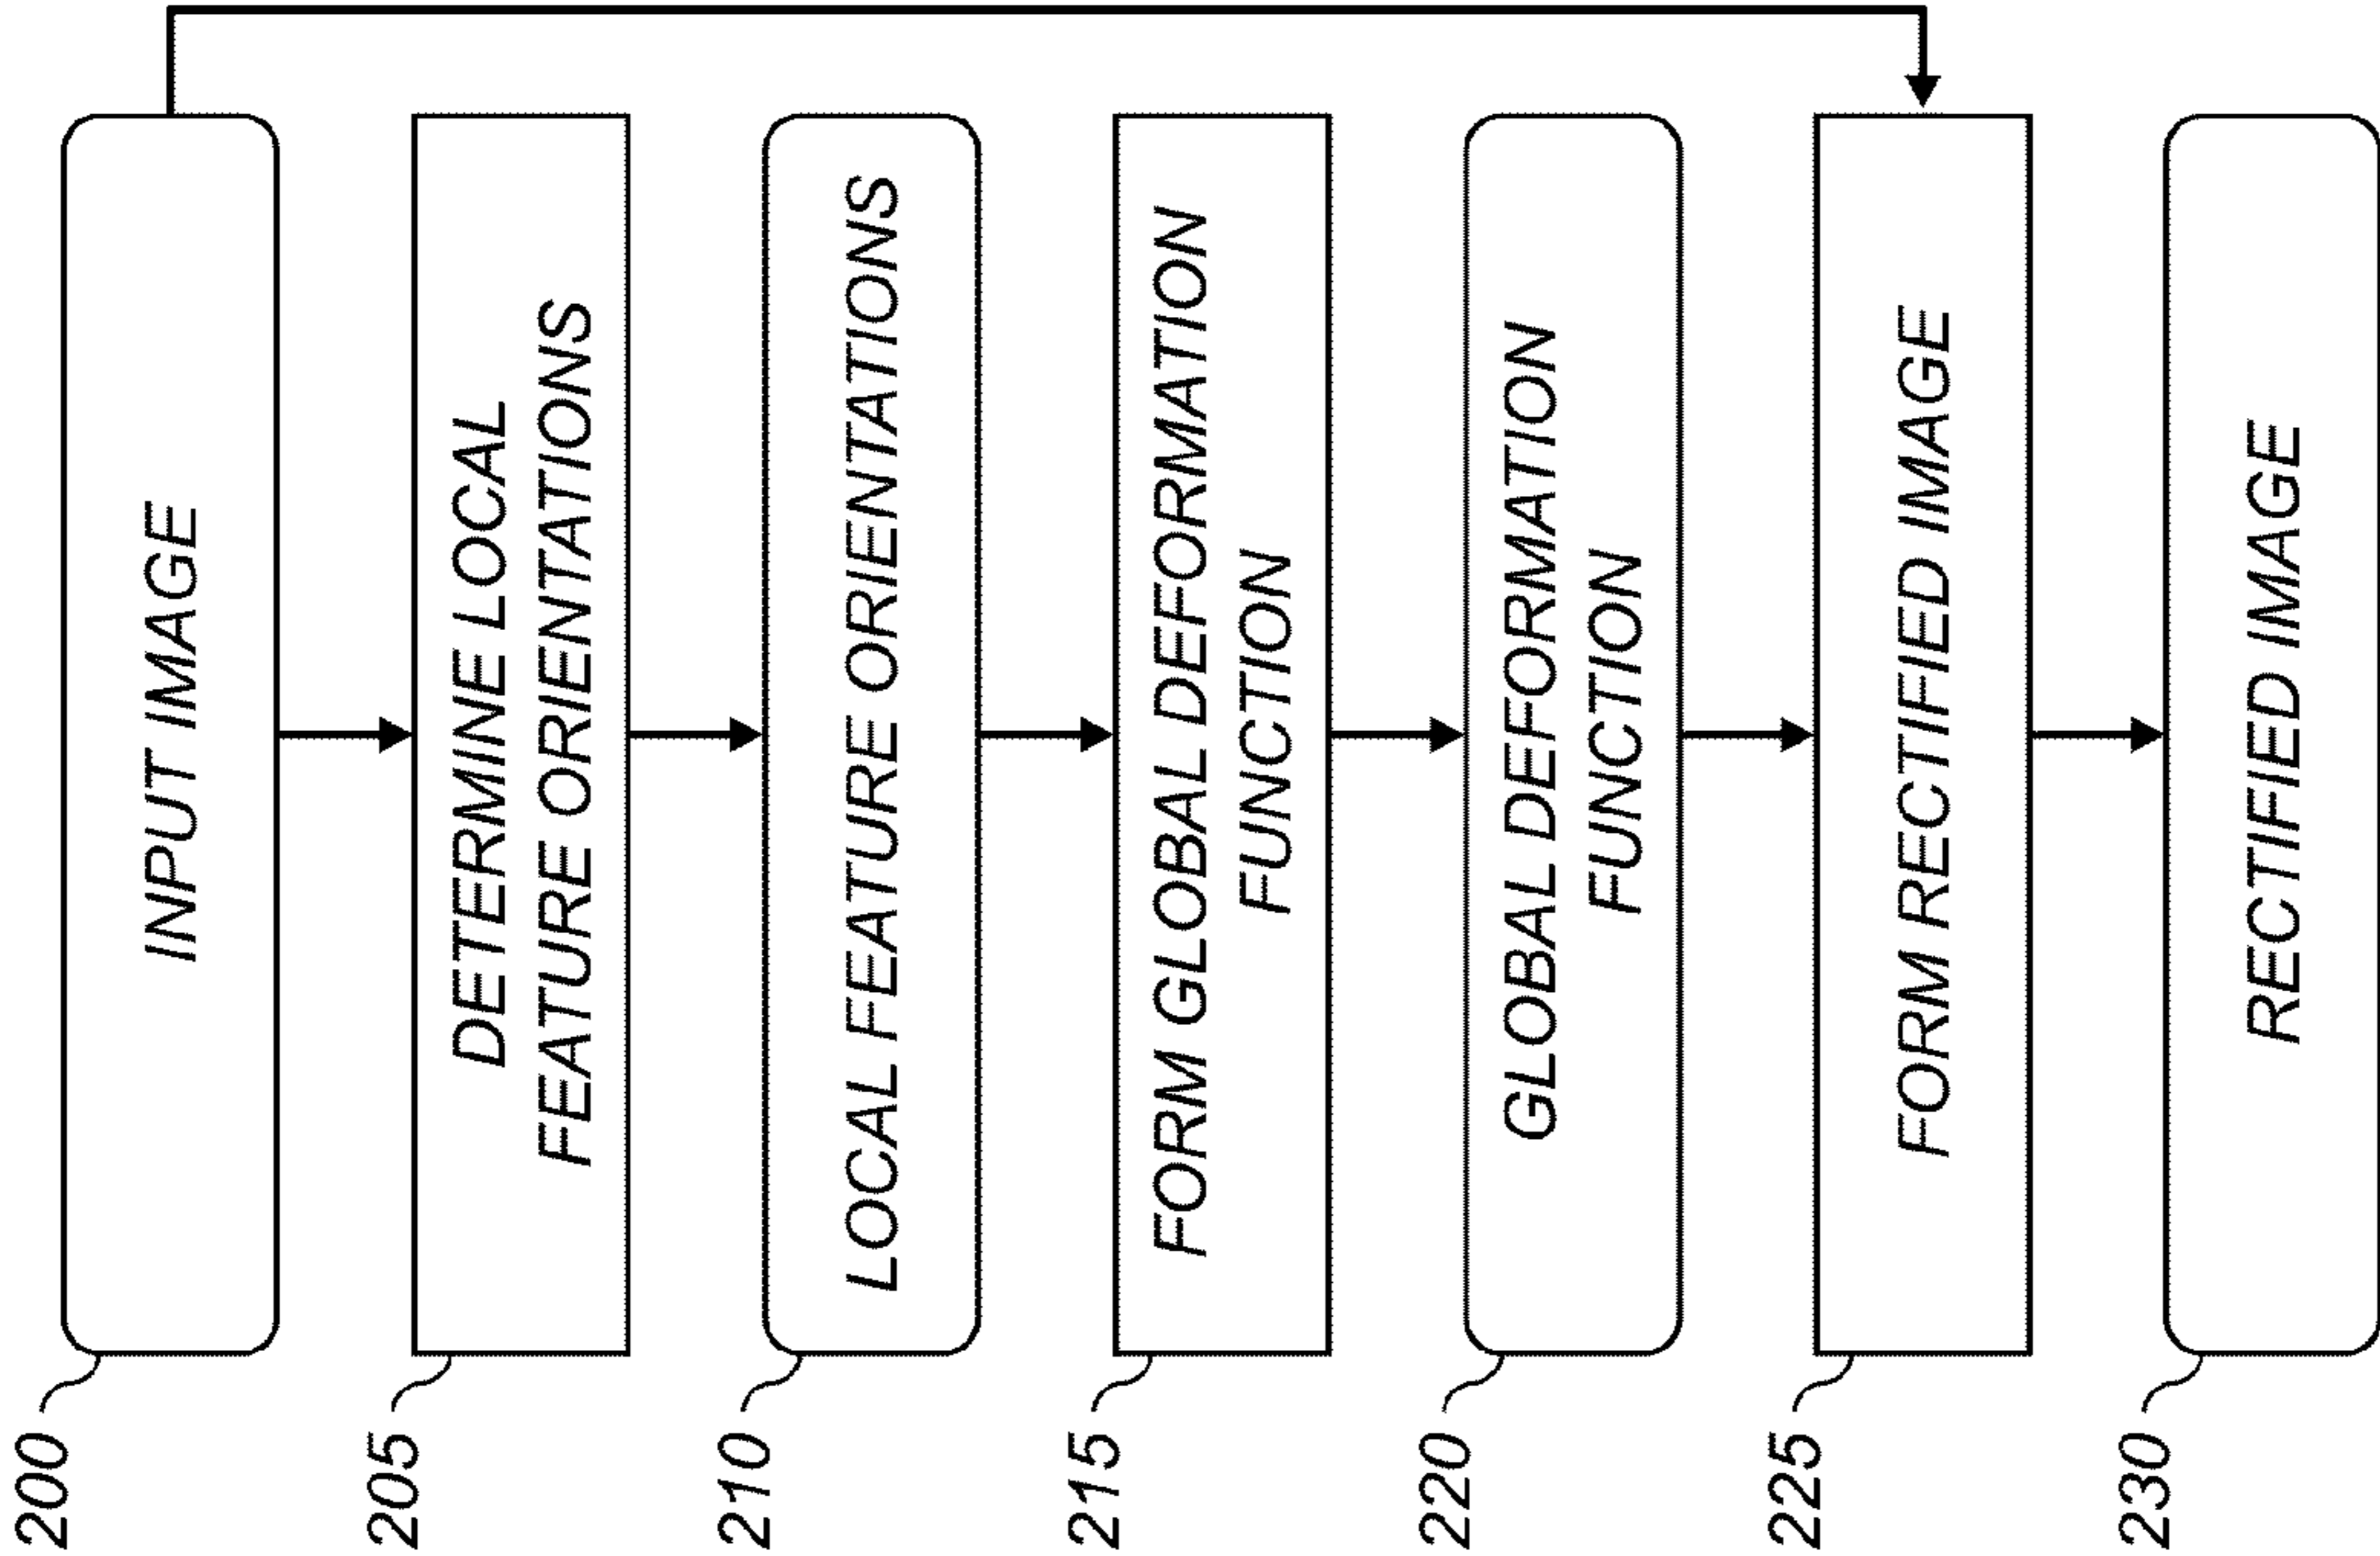 200
INPUT IMAGE
205
DETERMINE LOCAL
FEATURE ORIENTATIONS
210
LOCAL FEATURE ORIENTATIONS
215
FORM GLOBAL DEFORMATION
FUNCTION
220
GLOBAL DEFORMATION
FUNCTION
225
FORM RECTIFIED IMAGE
230
RECTIFIED IMAGE